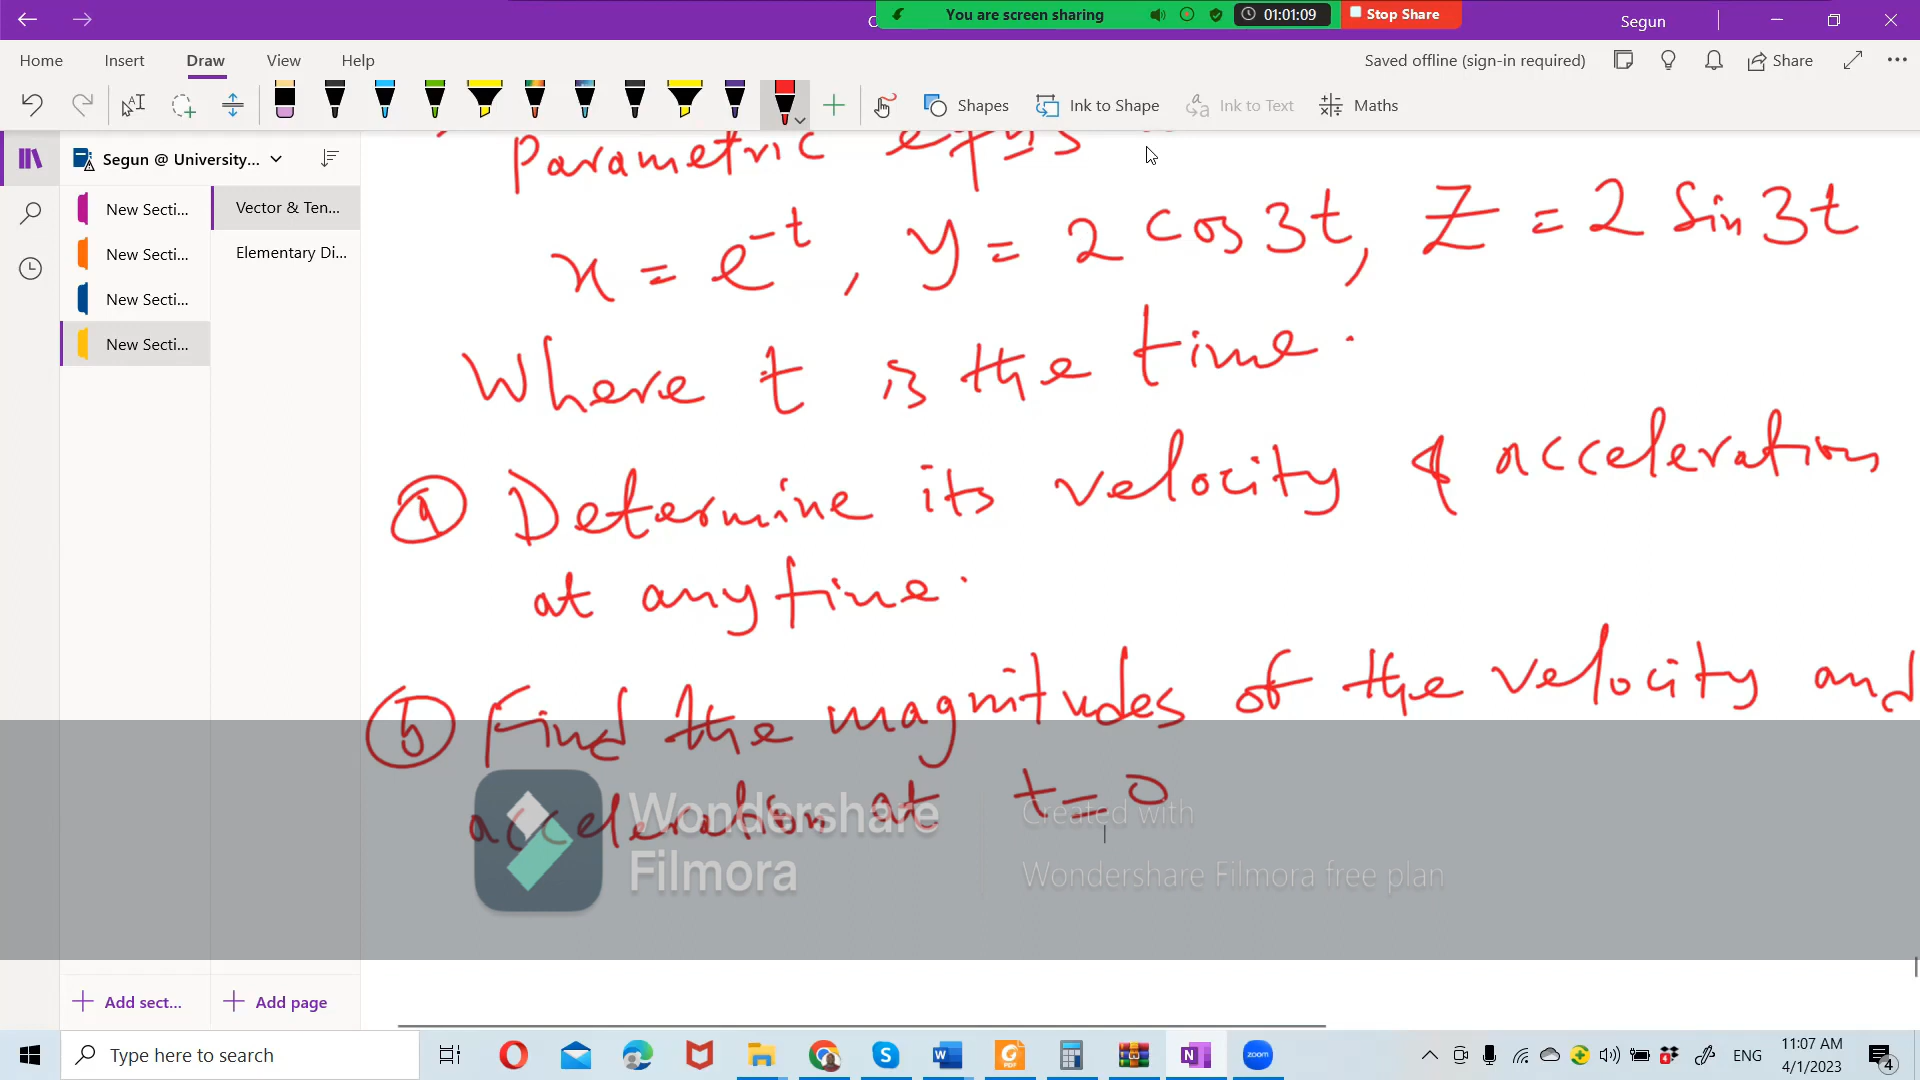 You are screen sharing 01:01:09 Stop Share Segun
Home Insert Draw View Help Saved offline (sign-in required) Share
Shapes Ink to Shape Ink to Text Maths
Segun @ University...
New Secti... Vector & Ten...
New Secti... Elementary Di...
New Secti...
New Secti...
Parametric eqns
x = e^-t, y = 2 cos 3t, Z = 2 Sin 3t
Where t is the time.
(a) Determine its velocity & acceleration
at anytime.
(b) Find the magnitudes of the velocity and
acceleration at t = 0
Wondershare Filmora
Created with
Wondershare Filmora free plan
Add sect... Add page
Type here to search
W N zoom ENG 11:07 AM
4/1/2023 4